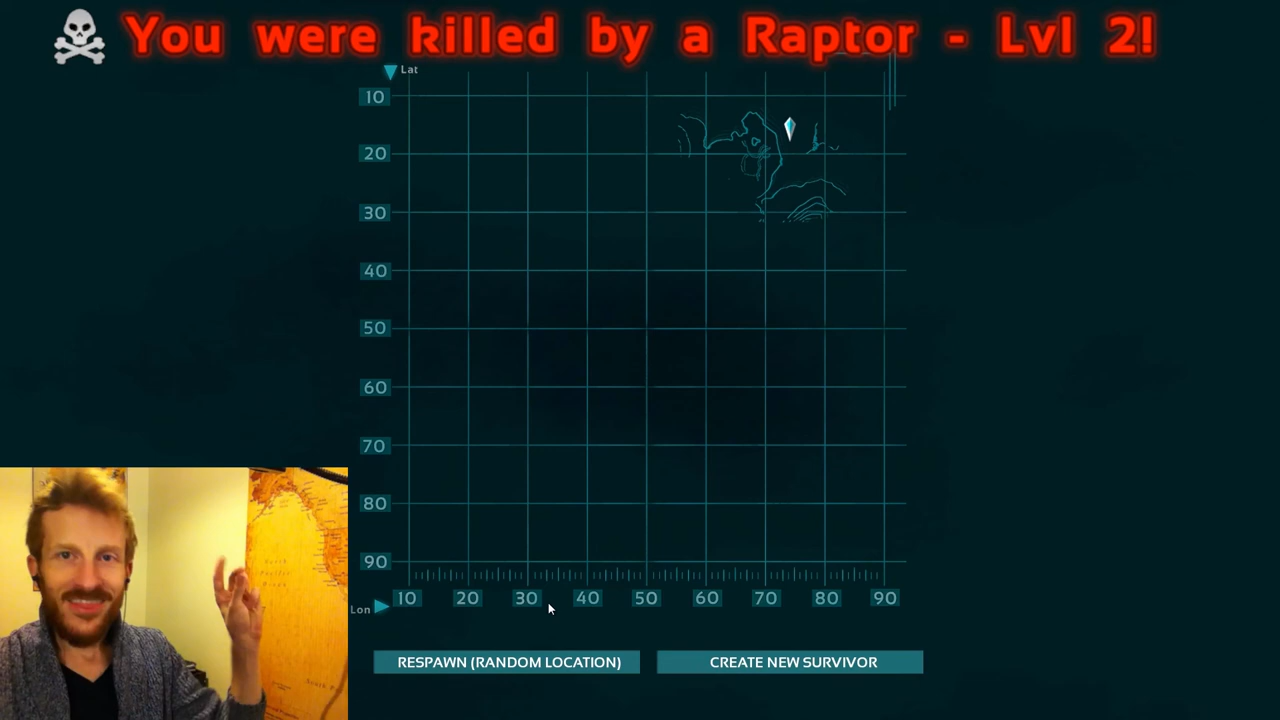 You were killed by a Raptor - Lvl 2!
Lat
10
20
30
40
50
60
70
80
90
Lon
10 20 30 40 50 60 70 80 90
RESPAWN (RANDOM LOCATION)
CREATE NEW SURVIVOR